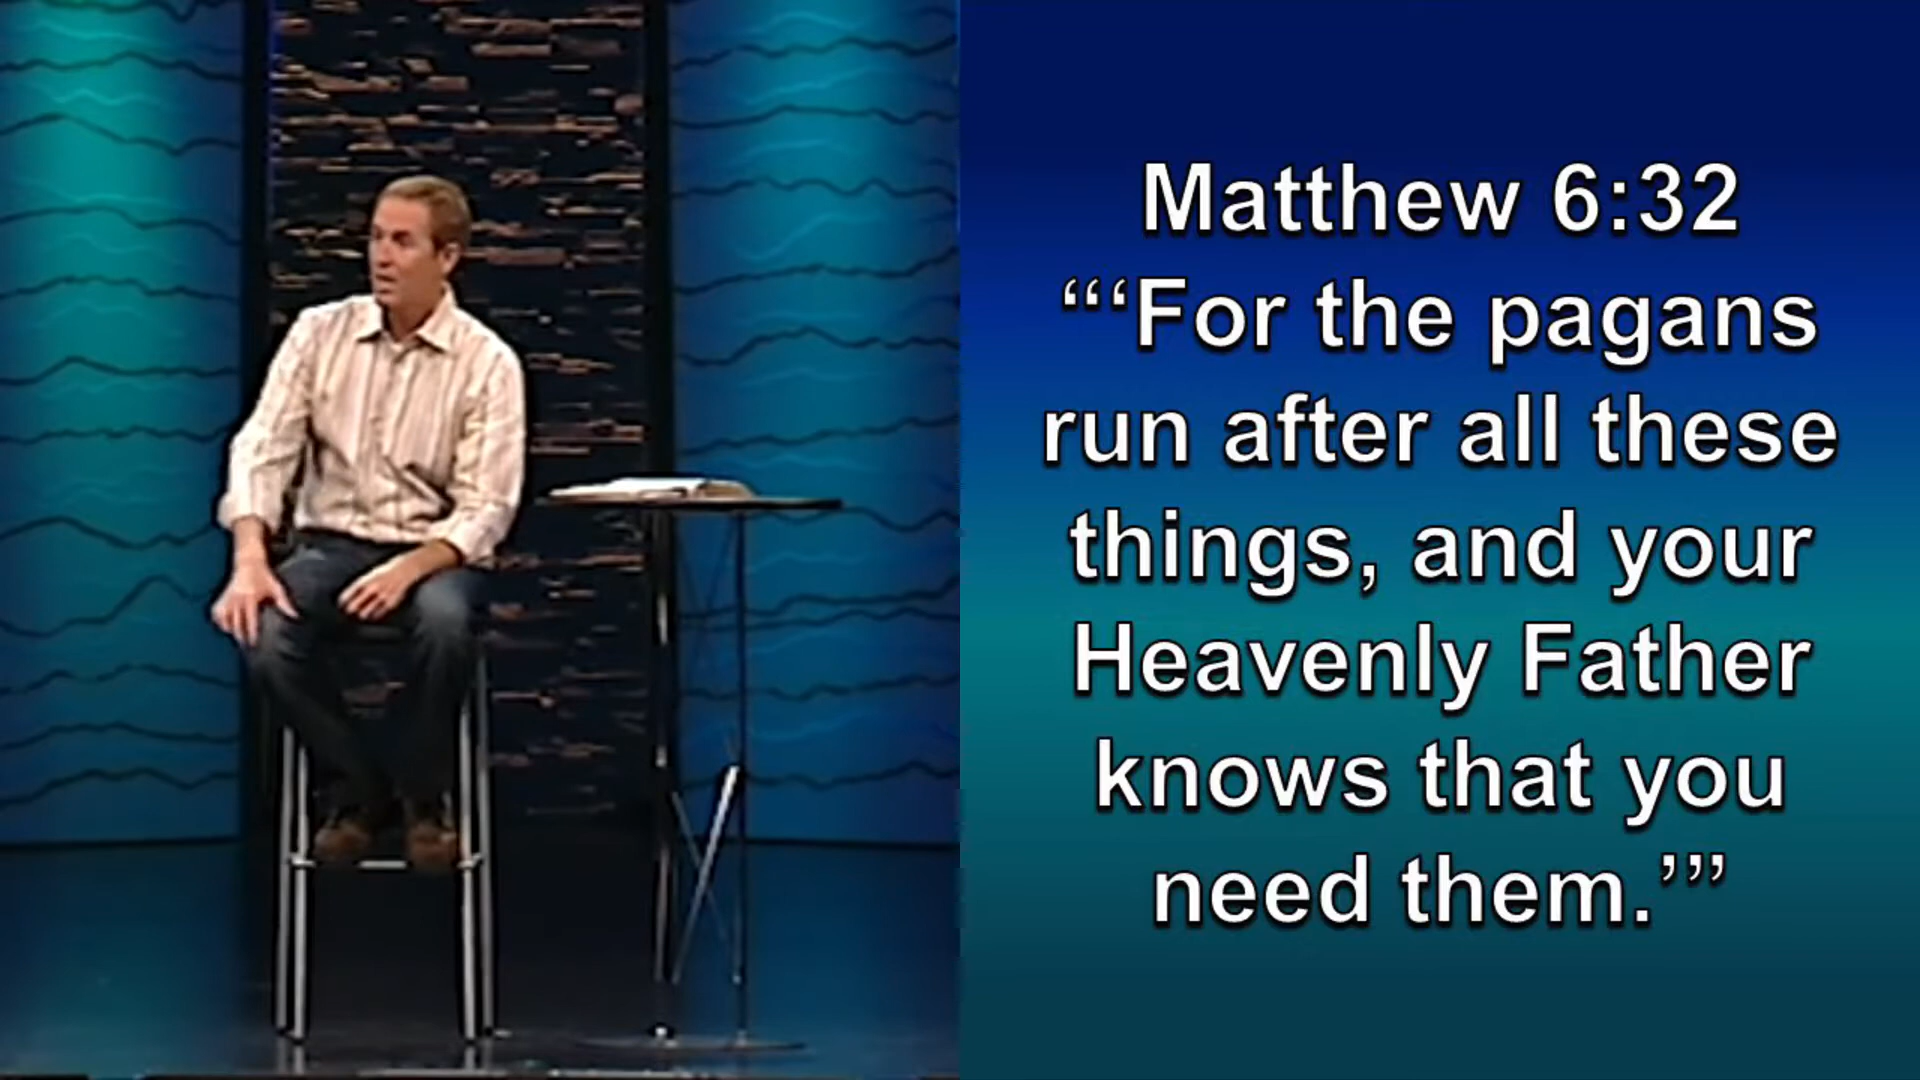 Matthew 6:32
“‘“For the pagans
run after all these
things, and your
Heavenly Father
knows that you
need them.’”